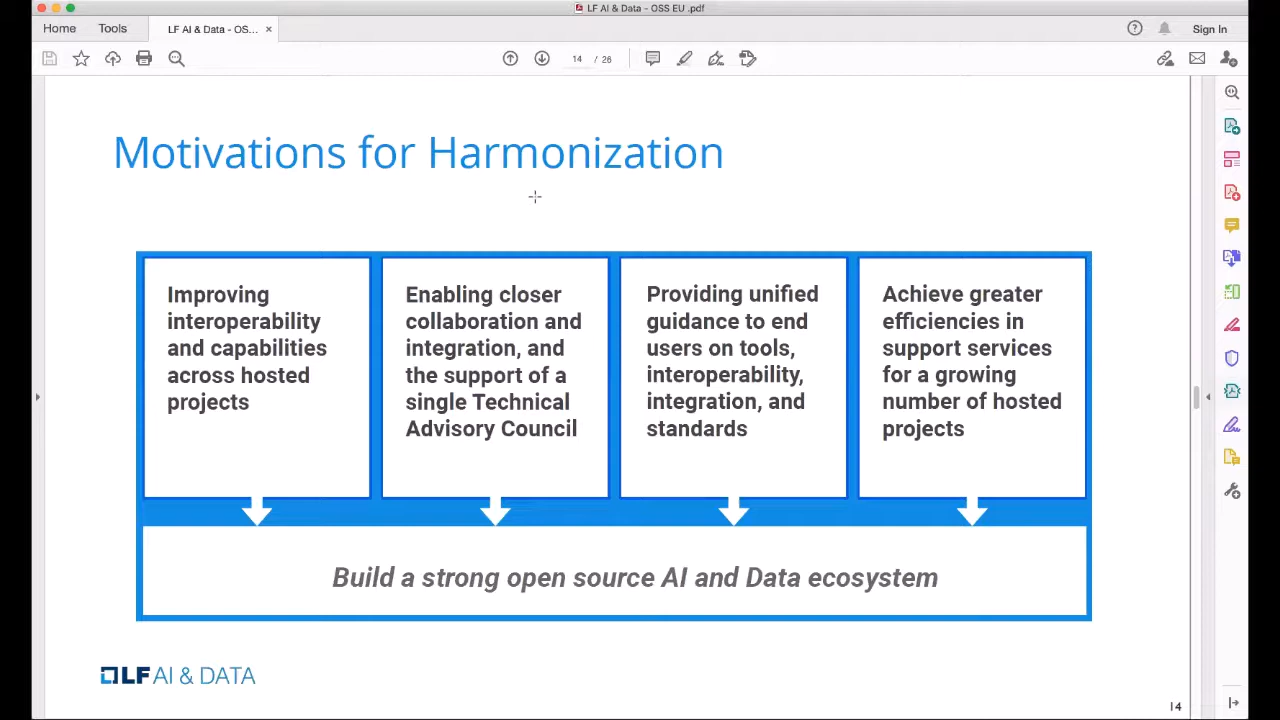 LF AI & Data - OSS EU .pdf
Home
Tools
LF AI & Data - OS...
×
Sign In
14 / 26
Motivations for Harmonization
Improving
interoperability
and capabilities
across hosted
projects
Enabling closer
collaboration and
integration, and
the support of a
single Technical
Advisory Council
Providing unified
guidance to end
users on tools,
interoperability,
integration, and
standards
Achieve greater
efficiencies in
support services
for a growing
number of hosted
projects
Build a strong open source AI and Data ecosystem
LF AI & DATA
14